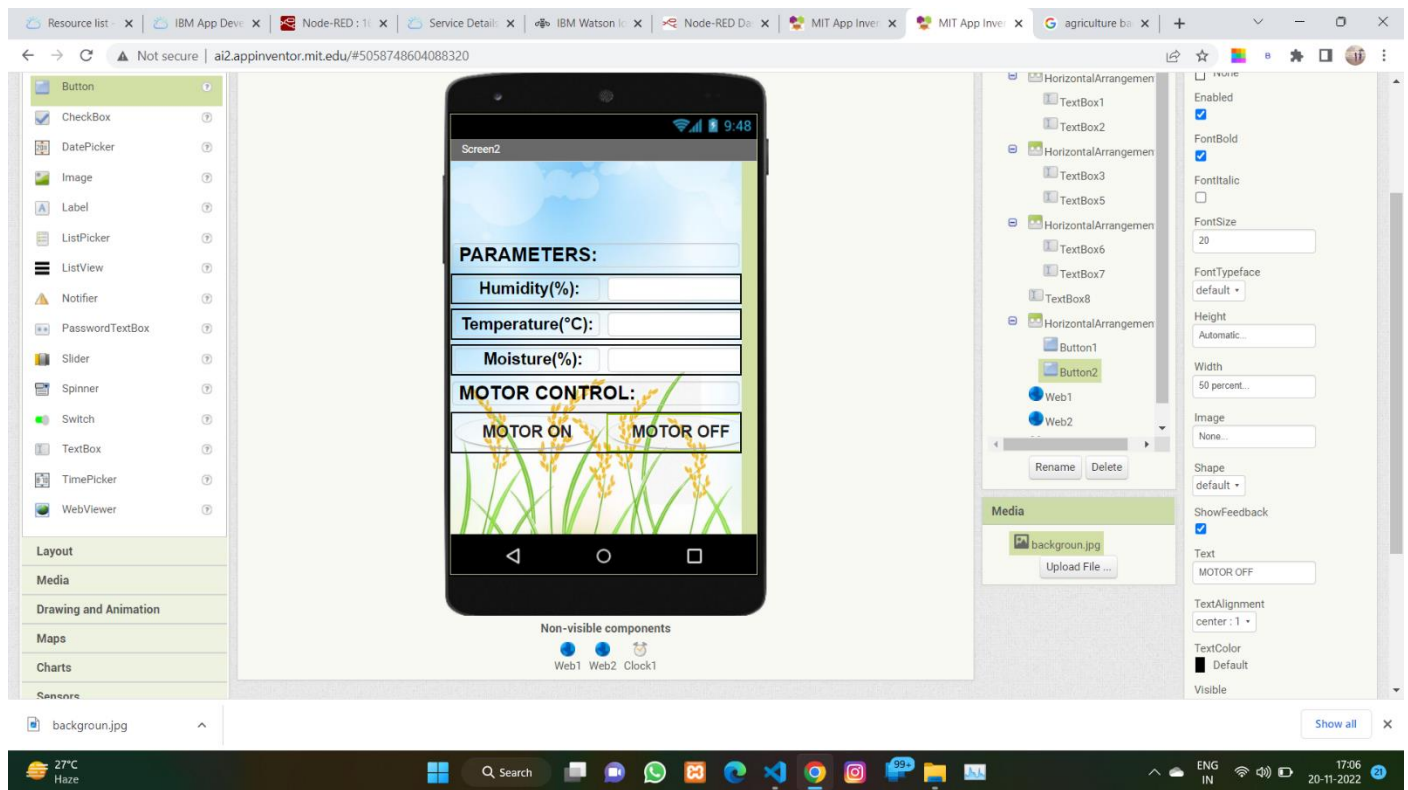 Resource list -
IBM App Deve
Node-RED : 1(
Service Details
IBM Watson Io
Node-RED Das
MIT App Inven
MIT App Inven
agriculture ba
Not secure | ai2.appinventor.mit.edu/#5058748604088320
Button
CheckBox
DatePicker
Image
Label
ListPicker
ListView
Notifier
PasswordTextBox
Slider
Spinner
Switch
TextBox
TimePicker
WebViewer
Layout
Media
Drawing and Animation
Maps
Charts
Sensors
9:48
Screen2
PARAMETERS:
Humidity(%):
Temperature(°C):
Moisture(%):
MOTOR CONTROL:
MOTOR ON MOTOR OFF
Non-visible components
Web1 Web2 Clock1
HorizontalArrangemen
TextBox1
TextBox2
HorizontalArrangemen
TextBox3
TextBox5
HorizontalArrangemen
TextBox6
TextBox7
TextBox8
HorizontalArrangemen
Button1
Button2
Web1
Web2
Rename Delete
Media
backgroun.jpg
Upload File ...
None
Enabled
FontBold
FontItalic
FontSize
20
FontTypeface
default
Height
Automatic...
Width
50 percent...
Image
None...
Shape
default
ShowFeedback
Text
MOTOR OFF
TextAlignment
center : 1
TextColor
Default
Visible
backgroun.jpg
Show all
27°C
Haze
Search
99+
ENG
IN
17:06
20-11-2022
21